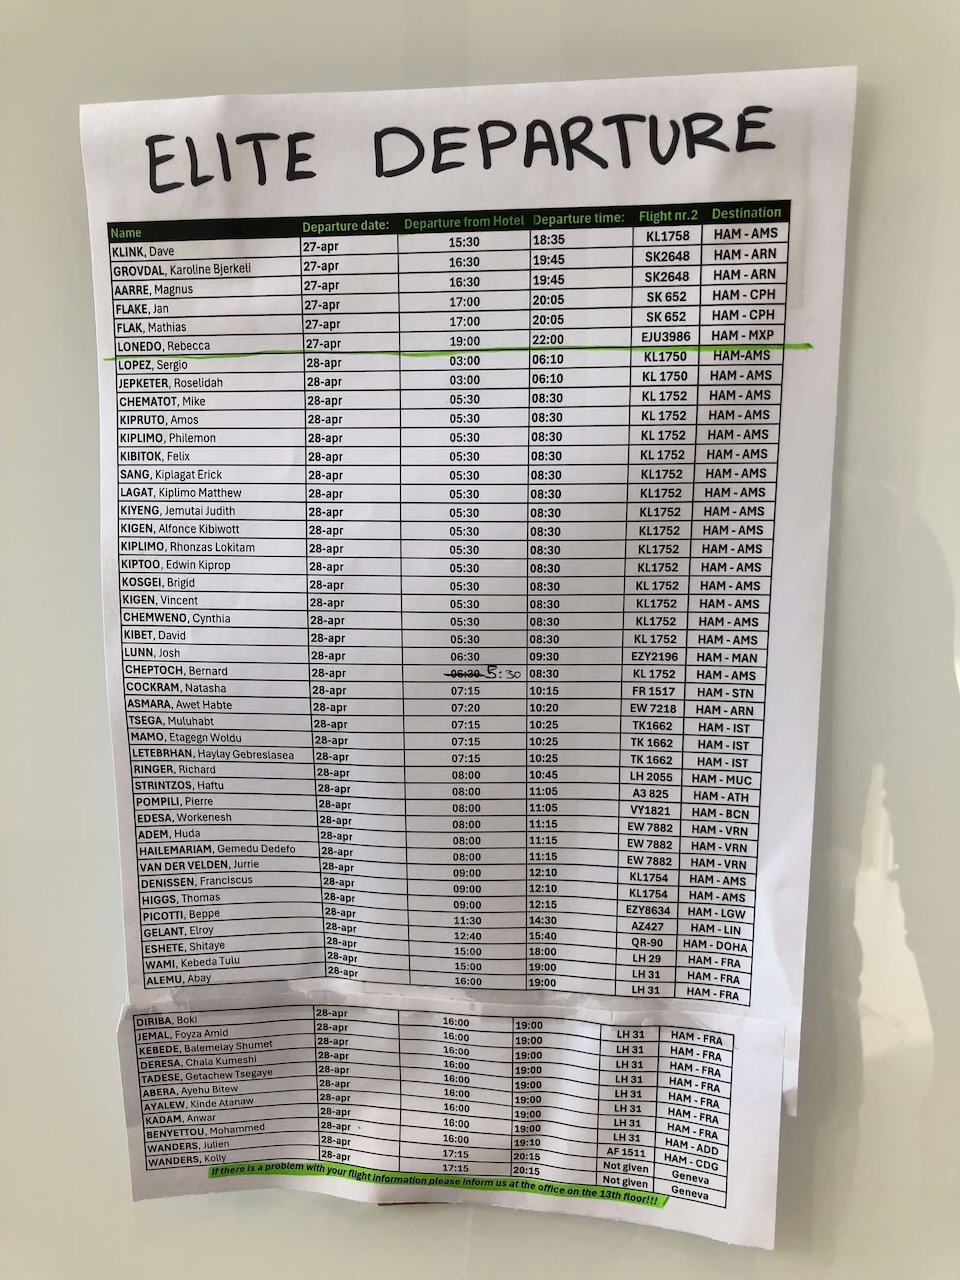 ELITE DEPARTURE
Name Departure date: Departure from Hotel Departure time: Flight nr.2 Destination
KLINK, Dave 27-apr 15:30 18:35 KL1758 HAM - AMS
GROVDAL, Karoline Bjerkeli 27-apr 16:30 19:45 SK2648 HAM - ARN
AARRE, Magnus 27-apr 16:30 19:45 SK2648 HAM - ARN
FLAKE, Jan 27-apr 17:00 20:05 SK 652 HAM - CPH
FLAK, Mathias 27-apr 17:00 20:05 SK 652 HAM - CPH
LONEDO, Rebecca 27-apr 19:00 22:00 EJU3986 HAM - MXP
LOPEZ, Sergio 28-apr 03:00 06:10 KL1750 HAM-AMS
JEPKETER, Roselidah 28-apr 03:00 06:10 KL 1750 HAM - AMS
CHEMATOT, Mike 28-apr 05:30 08:30 KL 1752 HAM - AMS
KIPRUTO, Amos 28-apr 05:30 08:30 KL 1752 HAM - AMS
KIPLIMO, Philemon 28-apr 05:30 08:30 KL 1752 HAM - AMS
KIBITOK, Felix 28-apr 05:30 08:30 KL 1752 HAM - AMS
SANG, Kiplagat Erick 28-apr 05:30 08:30 KL1752 HAM - AMS
LAGAT, Kiplimo Matthew 28-apr 05:30 08:30 KL1752 HAM - AMS
KIYENG, Jemutai Judith 28-apr 05:30 08:30 KL1752 HAM - AMS
KIGEN, Alfonce Kibiwott 28-apr 05:30 08:30 KL1752 HAM - AMS
KIPLIMO, Rhonzas Lokitam 28-apr 05:30 08:30 KL1752 HAM - AMS
KIPTOO, Edwin Kiprop 28-apr 05:30 08:30 KL1752 HAM - AMS
KOSGEI, Brigid 28-apr 05:30 08:30 KL 1752 HAM - AMS
KIGEN, Vincent 28-apr 05:30 08:30 KL1752 HAM - AMS
CHEMWENO, Cynthia 28-apr 05:30 08:30 KL1752 HAM - AMS
KIBET, David 28-apr 05:30 08:30 KL 1752 HAM - AMS
LUNN, Josh 28-apr 06:30 09:30 EZY2196 HAM - MAN
CHEPTOCH, Bernard 28-apr 06:30 5:30 08:30 KL 1752 HAM - AMS
COCKRAM, Natasha 28-apr 07:15 10:15 FR 1517 HAM - STN
ASMARA, Awet Habte 28-apr 07:20 10:20 EW 7218 HAM - ARN
TSEGA, Muluhabt 28-apr 07:15 10:25 TK1662 HAM - IST
MAMO, Etagegn Woldu 28-apr 07:15 10:25 TK 1662 HAM - IST
LETEBRHAN, Haylay Gebreslasea 28-apr 07:15 10:25 TK 1662 HAM - IST
RINGER, Richard 28-apr 08:00 10:45 LH 2055 HAM - MUC
STRINTZOS, Haftu 28-apr 08:00 11:05 A3 825 HAM - ATH
POMPILI, Pierre 28-apr 08:00 11:05 VY1821 HAM - BCN
EDESA, Workenesh 28-apr 08:00 11:15 EW 7882 HAM - VRN
ADEM, Huda 28-apr 08:00 11:15 EW 7882 HAM - VRN
HAILEMARIAM, Gemedu Dedefo 28-apr 08:00 11:15 EW 7882 HAM - VRN
VAN DER VELDEN, Jurrie 28-apr 09:00 12:10 KL1754 HAM - AMS
DENISSEN, Franciscus 28-apr 09:00 12:10 KL1754 HAM - AMS
HIGGS, Thomas 28-apr 09:00 12:15 EZY8634 HAM - LGW
PICOTTI, Beppe 28-apr 11:30 14:30 AZ427 HAM - LIN
GELANT, Elroy 28-apr 12:40 15:40 QR-90 HAM - DOHA
ESHETE, Shitaye 28-apr 15:00 18:00 LH 29 HAM - FRA
WAMI, Kebeda Tulu 28-apr 15:00 19:00 LH 31 HAM - FRA
ALEMU, Abay 28-apr 16:00 19:00 LH 31 HAM - FRA
DIRIBA, Boki 28-apr 16:00 19:00 LH 31 HAM - FRA
JEMAL, Foyza Amid 28-apr 16:00 19:00 LH 31 HAM - FRA
KEBEDE, Balemelay Shumet 28-apr 16:00 19:00 LH 31 HAM - FRA
DERESA, Chala Kumeshi 28-apr 16:00 19:00 LH 31 HAM - FRA
TADESE, Getachew Tsegaye 28-apr 16:00 19:00 LH 31 HAM - FRA
ABERA, Ayehu Bitew 28-apr 16:00 19:00 LH 31 HAM - FRA
AYALEW, Kinde Atanaw 28-apr 16:00 19:00 LH 31 HAM - FRA
KADAM, Anwar 28-apr 16:00 19:00 LH 31 HAM - ADD
BENYETTOU, Mohammed 28-apr 16:00 19:10 AF 1511 HAM - CDG
WANDERS, Julien 28-apr 17:15 20:15 Not given Geneva
WANDERS, Kolly 28-apr 17:15 20:15 Not given Geneva
If there is a problem with your flight information please inform us at the office on the 13th floor!!!